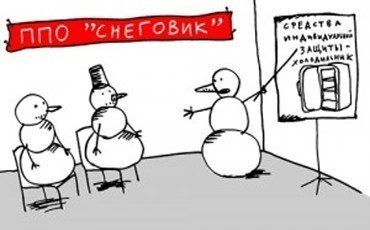 ППО "СНЕГОВИК"
СРЕДСТВА
ИНДИВИДУАЛЬНОЙ
ЗАЩИТЫ-
ХОЛОДИЛЬНИК